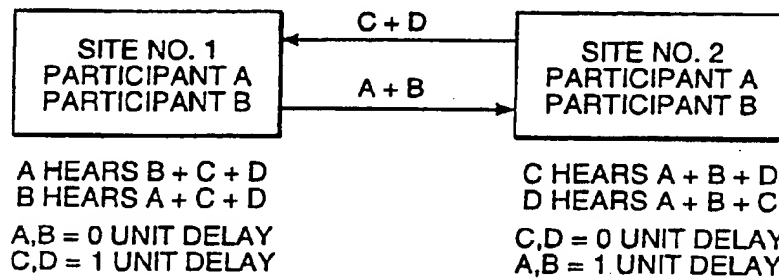 C + D
SITE NO. 1
PARTICIPANT A
PARTICIPANT B
A + B
SITE NO. 2
PARTICIPANT A
PARTICIPANT B
A HEARS B + C + D
B HEARS A + C + D
A,B = 0 UNIT DELAY
C,D = 1 UNIT DELAY
C HEARS A + B + D
D HEARS A + B + C
C,D = 0 UNIT DELAY
A,B = 1 UNIT DELAY